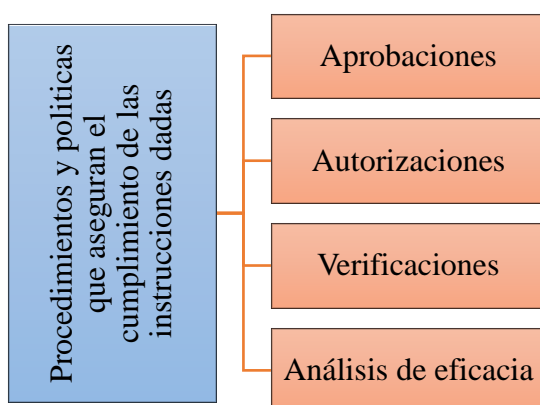 Procedimientos y politicas
que aseguran el
cumplimiento de las
instrucciones dadas
Aprobaciones
Autorizaciones
Verificaciones
Análisis de eficacia